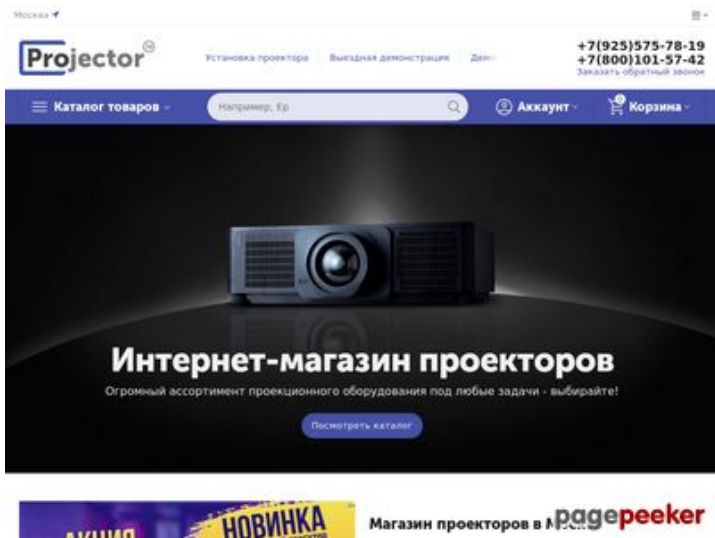 Москва
Projector
Установка проектора Выездная демонстрация
+7(925)575-78-19
+7(800)101-57-42
Заказать обратный звонок
Каталог товаров
Например, Ep
Аккаунт
0
Корзина
Интернет-магазин проекторов
Огромный ассортимент проекционного оборудования под любые задачи - выбирайте!
Посмотреть каталог
АКЦИЯ
НОВИНКА
Магазин проекторов в
pagepeeker